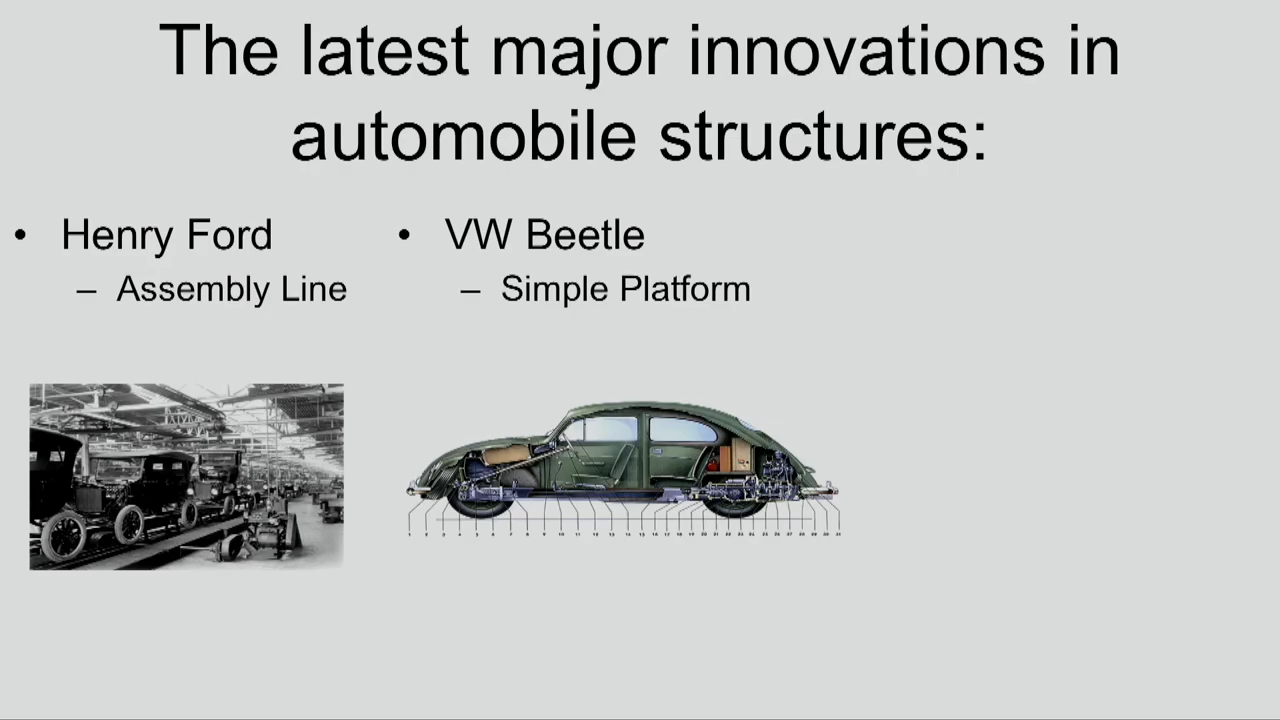 The latest major innovations in
automobile structures:
• Henry Ford
– Assembly Line
• VW Beetle
– Simple Platform